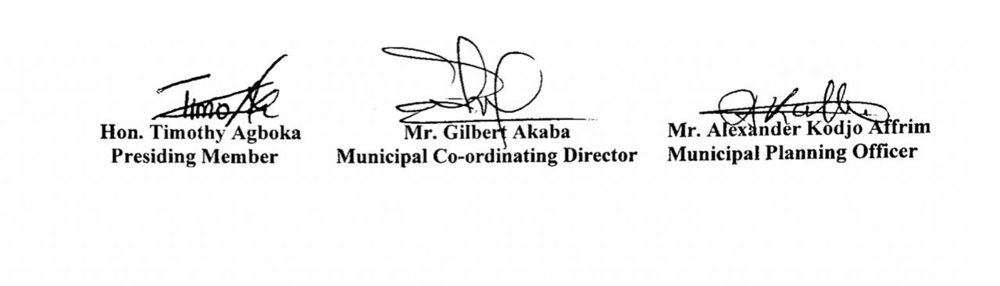 Timothy
Hon. Timothy Agboka
Presiding Member
Mr. Gilbert Akaba
Municipal Co-ordinating Director
Mr. Alexander Kodjo Affrim
Municipal Planning Officer